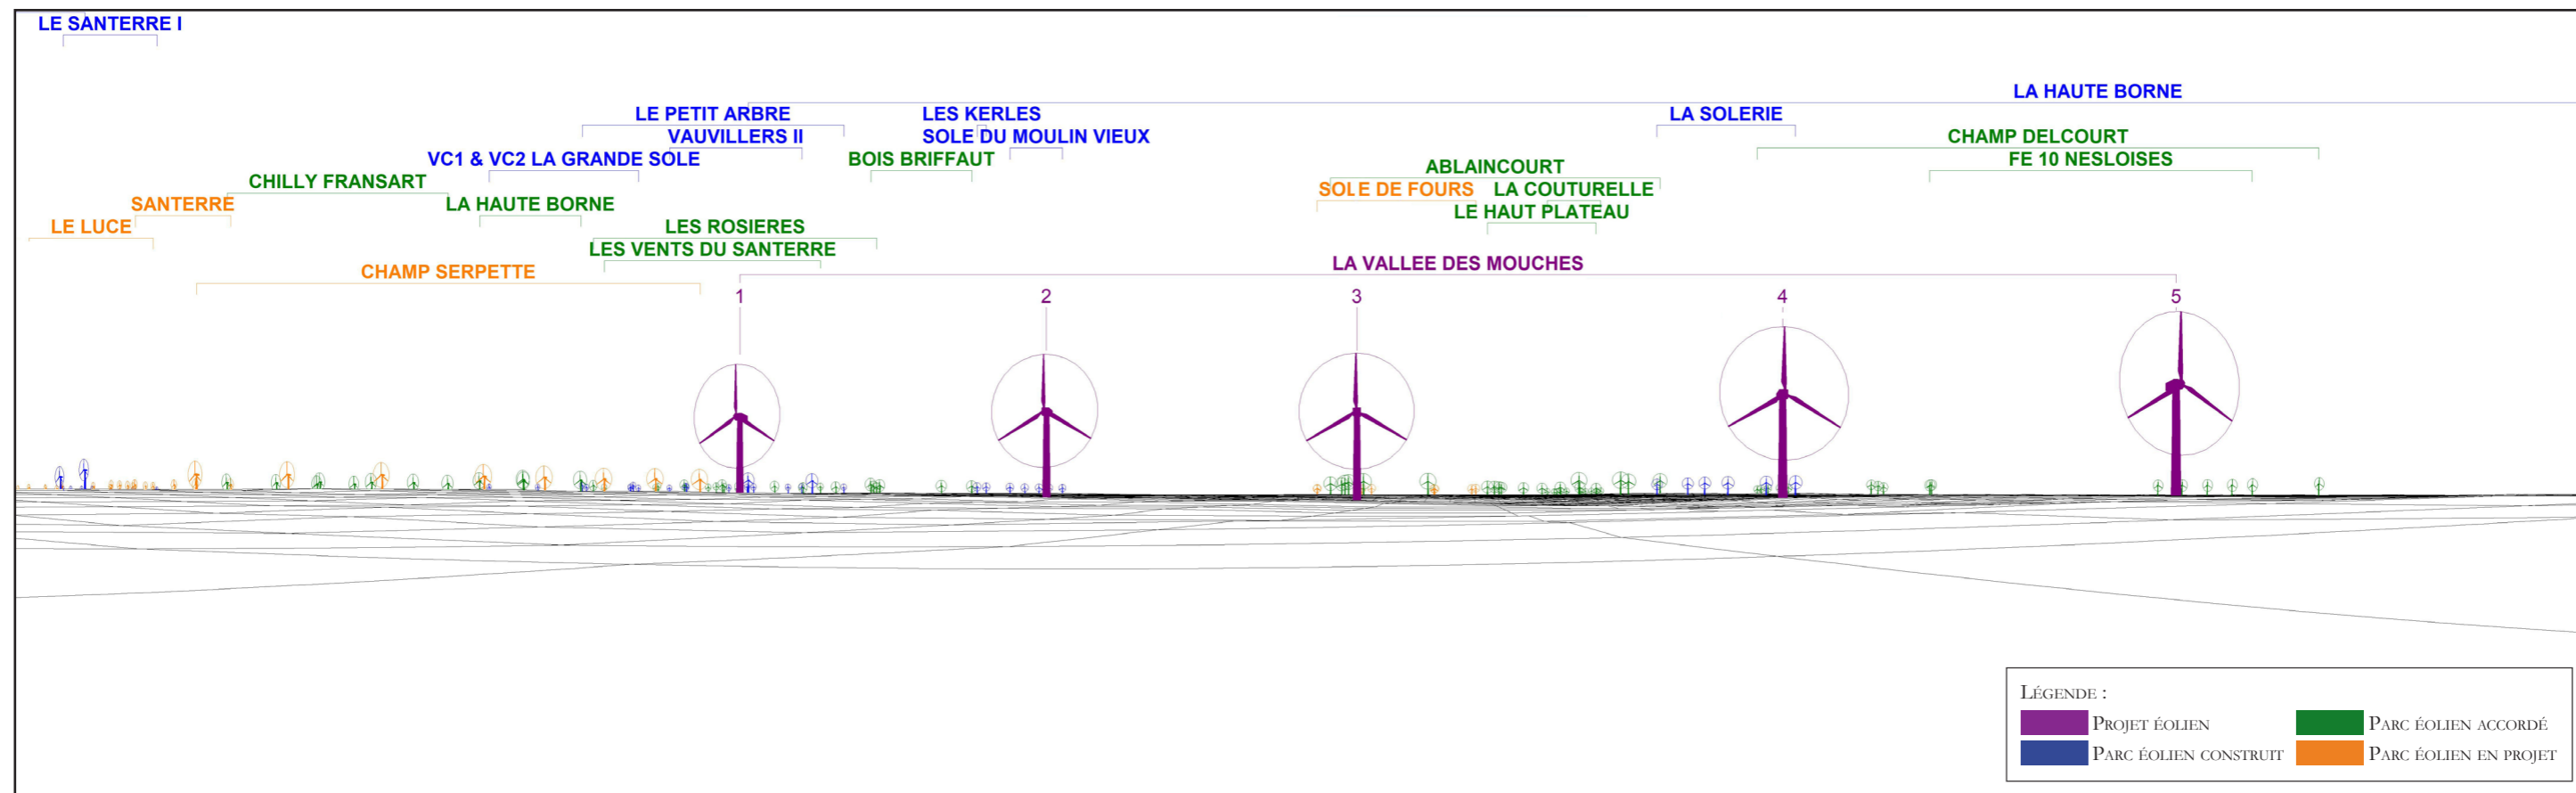 LE SANTERRE I
LA HAUTE BORNE
LE PETIT ARBRE
LES KERLES
LA SOLERIE
VAUVILLERS II
SOLE DU MOULIN VIEUX
CHAMP DELCOURT
VC1 & VC2 LA GRANDE SOLE
BOIS BRIFFAUT
FE 10 NESLOISES
ABLAINCOURT
CHILLY FRANSART
SOLE DE FOURS
LA COUTURELLE
SANTERRE
LA HAUTE BORNE
LE HAUT PLATEAU
LE LUCE
LES ROSIERES
LES VENTS DU SANTERRE
LA VALLEE DES MOUCHES
CHAMP SERPETTE
1
2
3
4
5
LÉGENDE :
PROJET ÉOLIEN
PARC ÉOLIEN ACCORDÉ
PARC ÉOLIEN CONSTRUIT
PARC ÉOLIEN EN PROJET